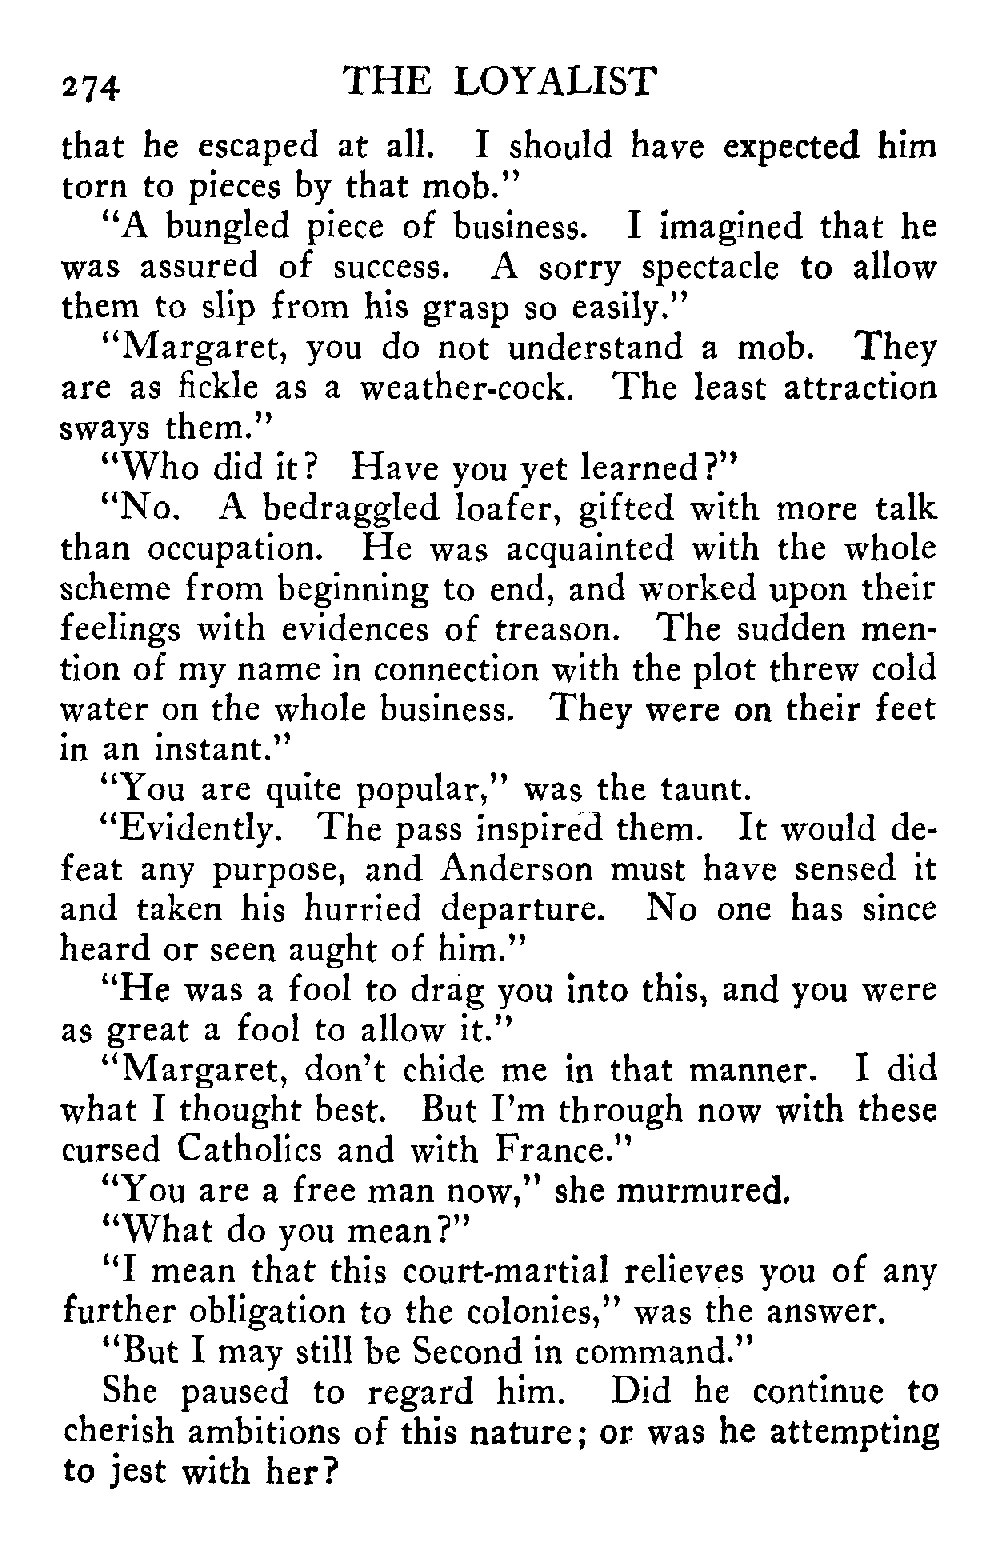 274 THE LOYALIST
that he escaped at all. I should have expected him
torn to pieces by that mob."
"A bungled piece of business. I imagined that he
was assured of success. A sorry spectacle to allow
them to slip from his grasp so easily."
"Margaret, you do not understand a mob. They
are as fickle as a weather-cock. The least attraction
sways them."
"Who did it? Have you yet learned?"
"No. A bedraggled loafer, gifted with more talk
than occupation. He was acquainted with the whole
scheme from beginning to end, and worked upon their
feelings with evidences of treason. The sudden men-
tion of my name in connection with the plot threw cold
water on the whole business. They were on their feet
in an instant."
"You are quite popular," was the taunt.
"Evidently. The pass inspired them. It would de-
feat any purpose, and Anderson must have sensed it
and taken his hurried departure. No one has since
heard or seen aught of him."
"He was a fool to drag you into this, and you were
as great a fool to allow it."
"Margaret, don't chide me in that manner. I did
what I thought best. But I'm through now with these
cursed Catholics and with France."
"You are a free man now," she murmured.
"What do you mean?"
"I mean that this court-martial relieves you of any
further obligation to the colonies," was the answer.
"But I may still be Second in command."
She paused to regard him. Did he continue to
cherish ambitions of this nature; or was he attempting
to jest with her?